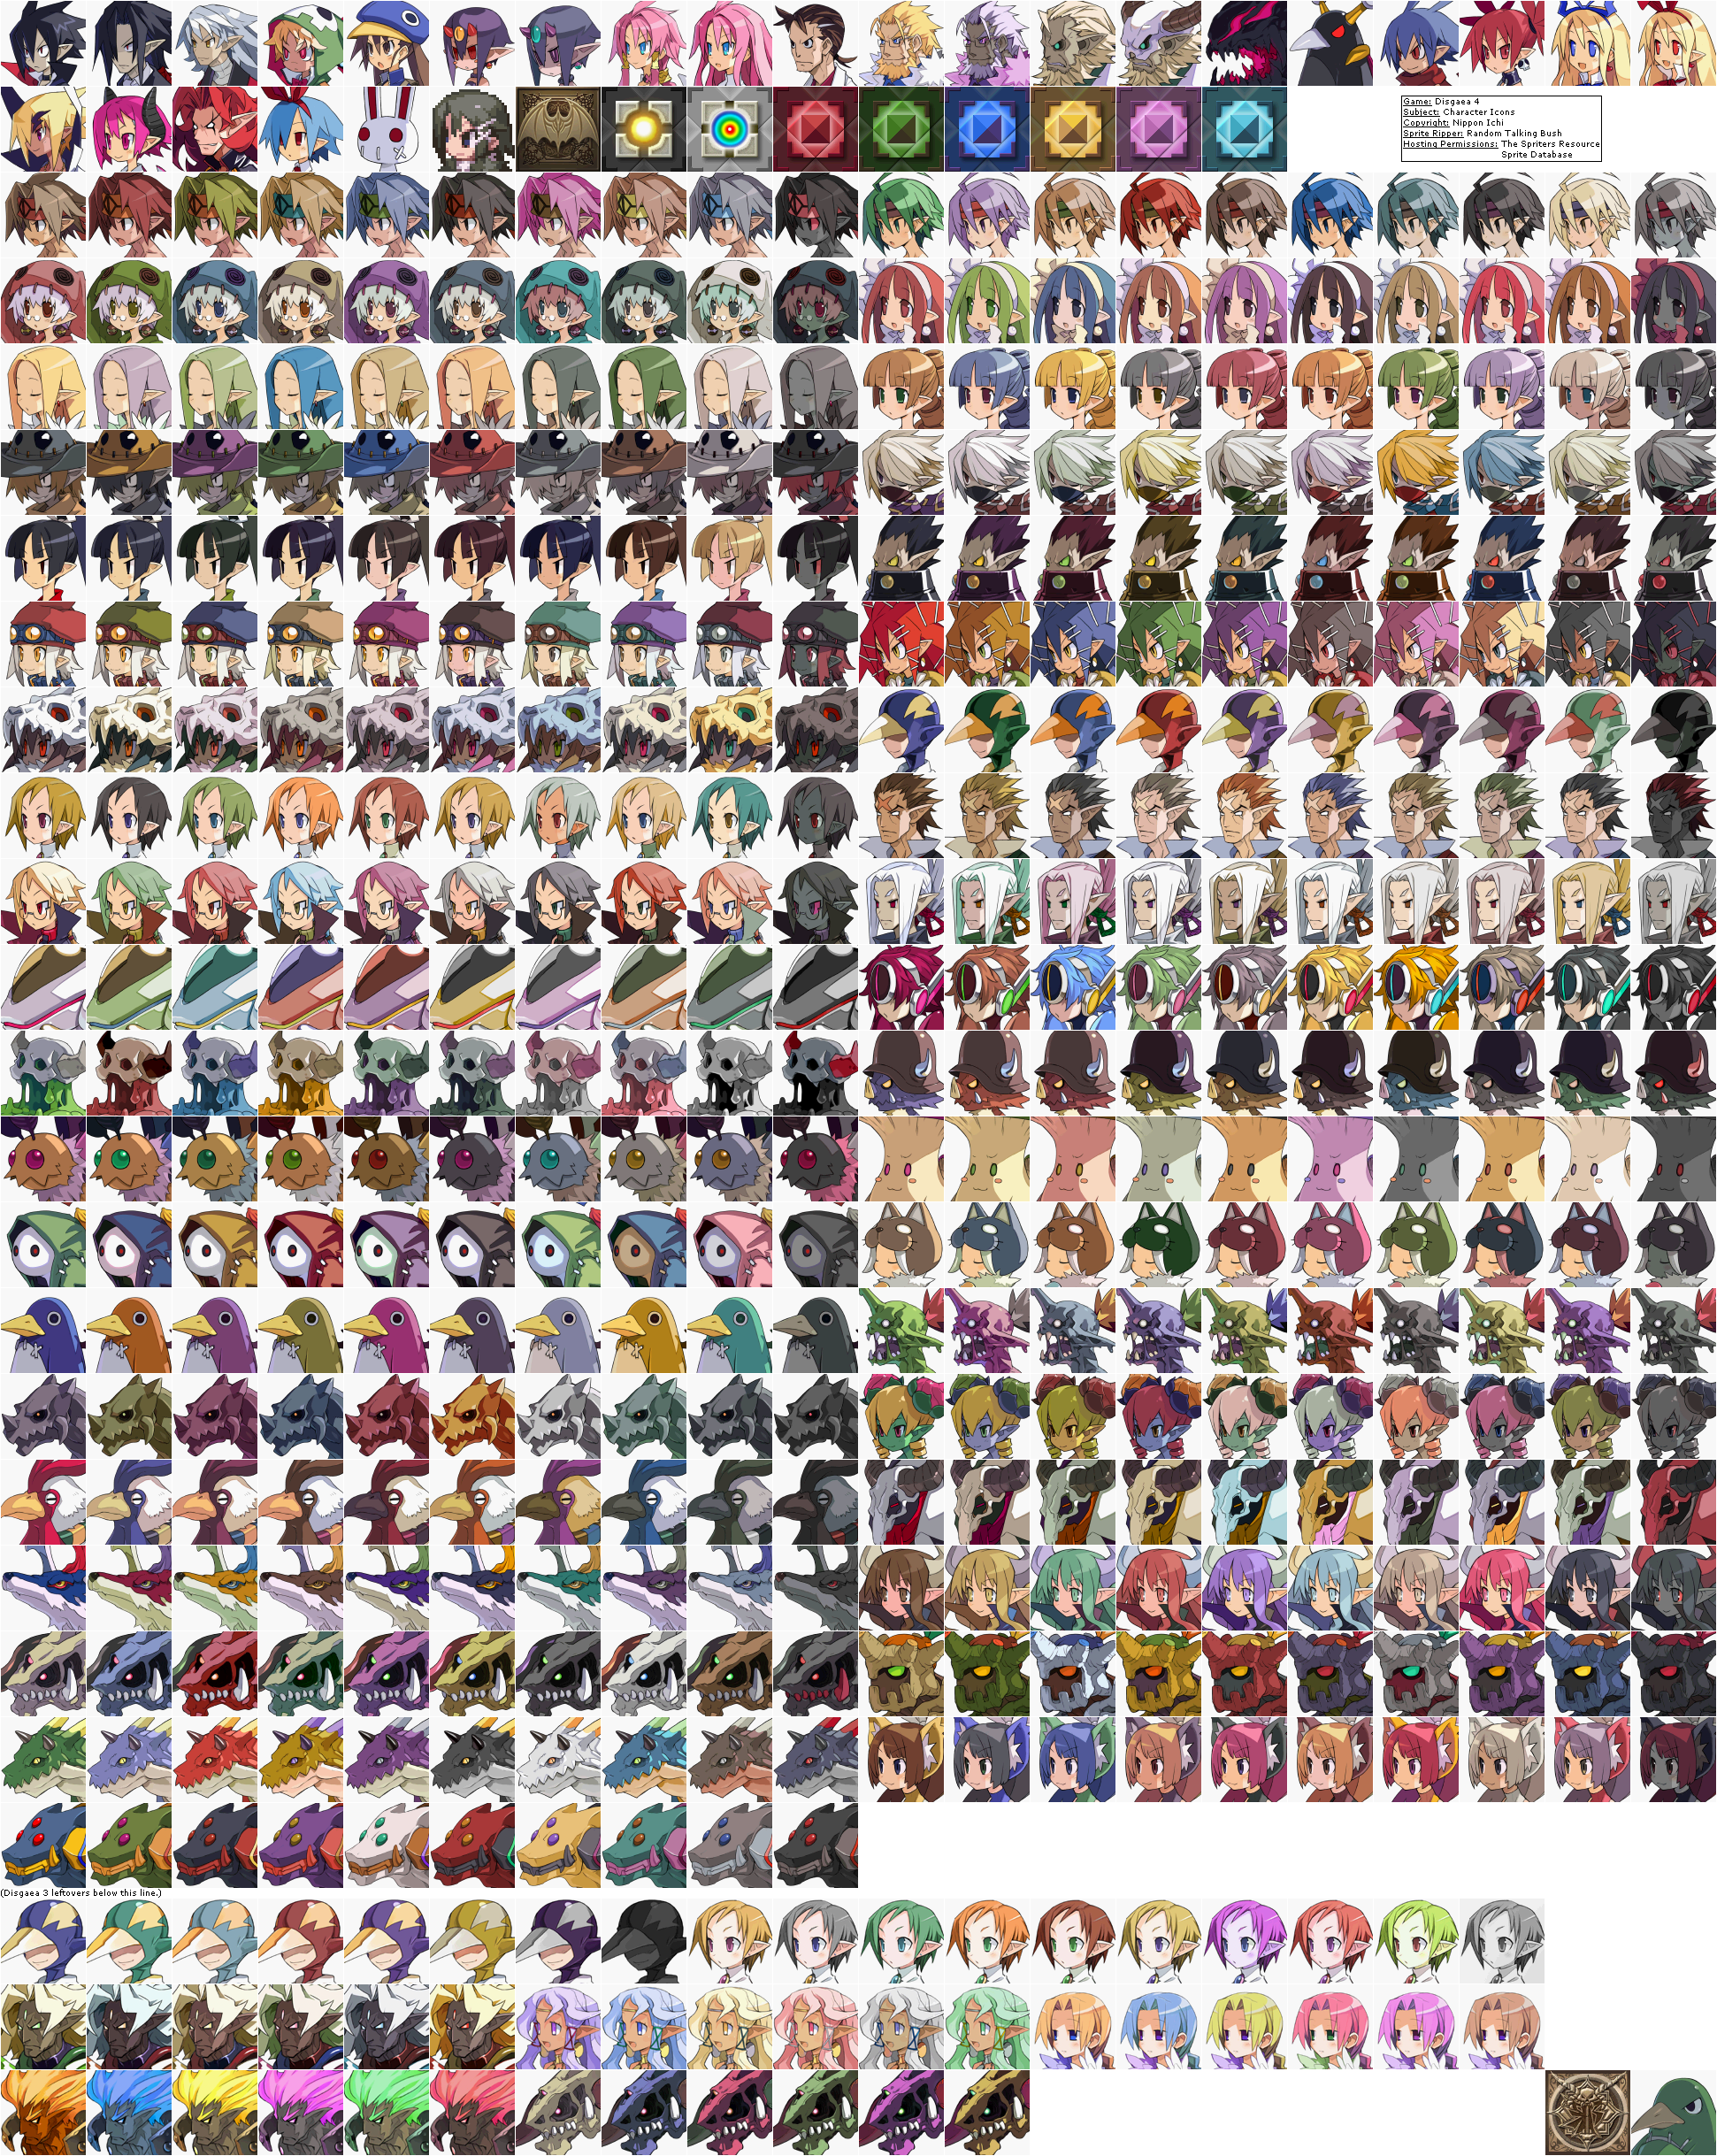 Game: Disgaea 4
Subject: Character Icons
Copyright: Nippon Ichi
Sprite Ripper: Random Talking Bush
Hosting Permissions: The Spriters Resource
Sprite Database
(Disgaea 3 leftovers below this line.)